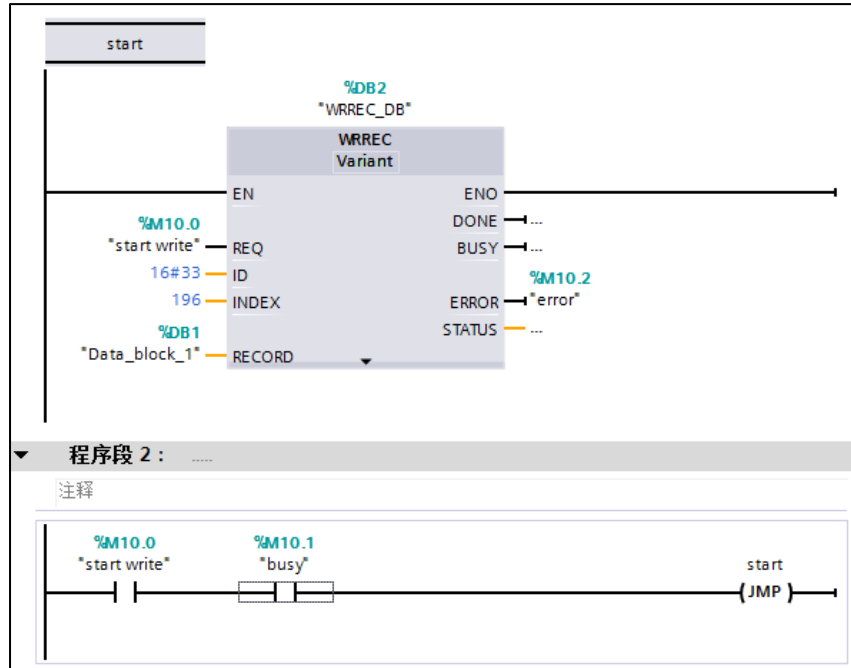 start
%DB2
"WRREC_DB"
WRREC
Variant
EN ENO
DONE ...
%M10.0
"start write" REQ BUSY ...
16#33 ID %M10.2
196 INDEX ERROR "error"
%DB1 STATUS ...
"Data_block_1" RECORD
程序段 2： .....
注释
%M10.0 %M10.1
"start write" "busy" start
( JMP )